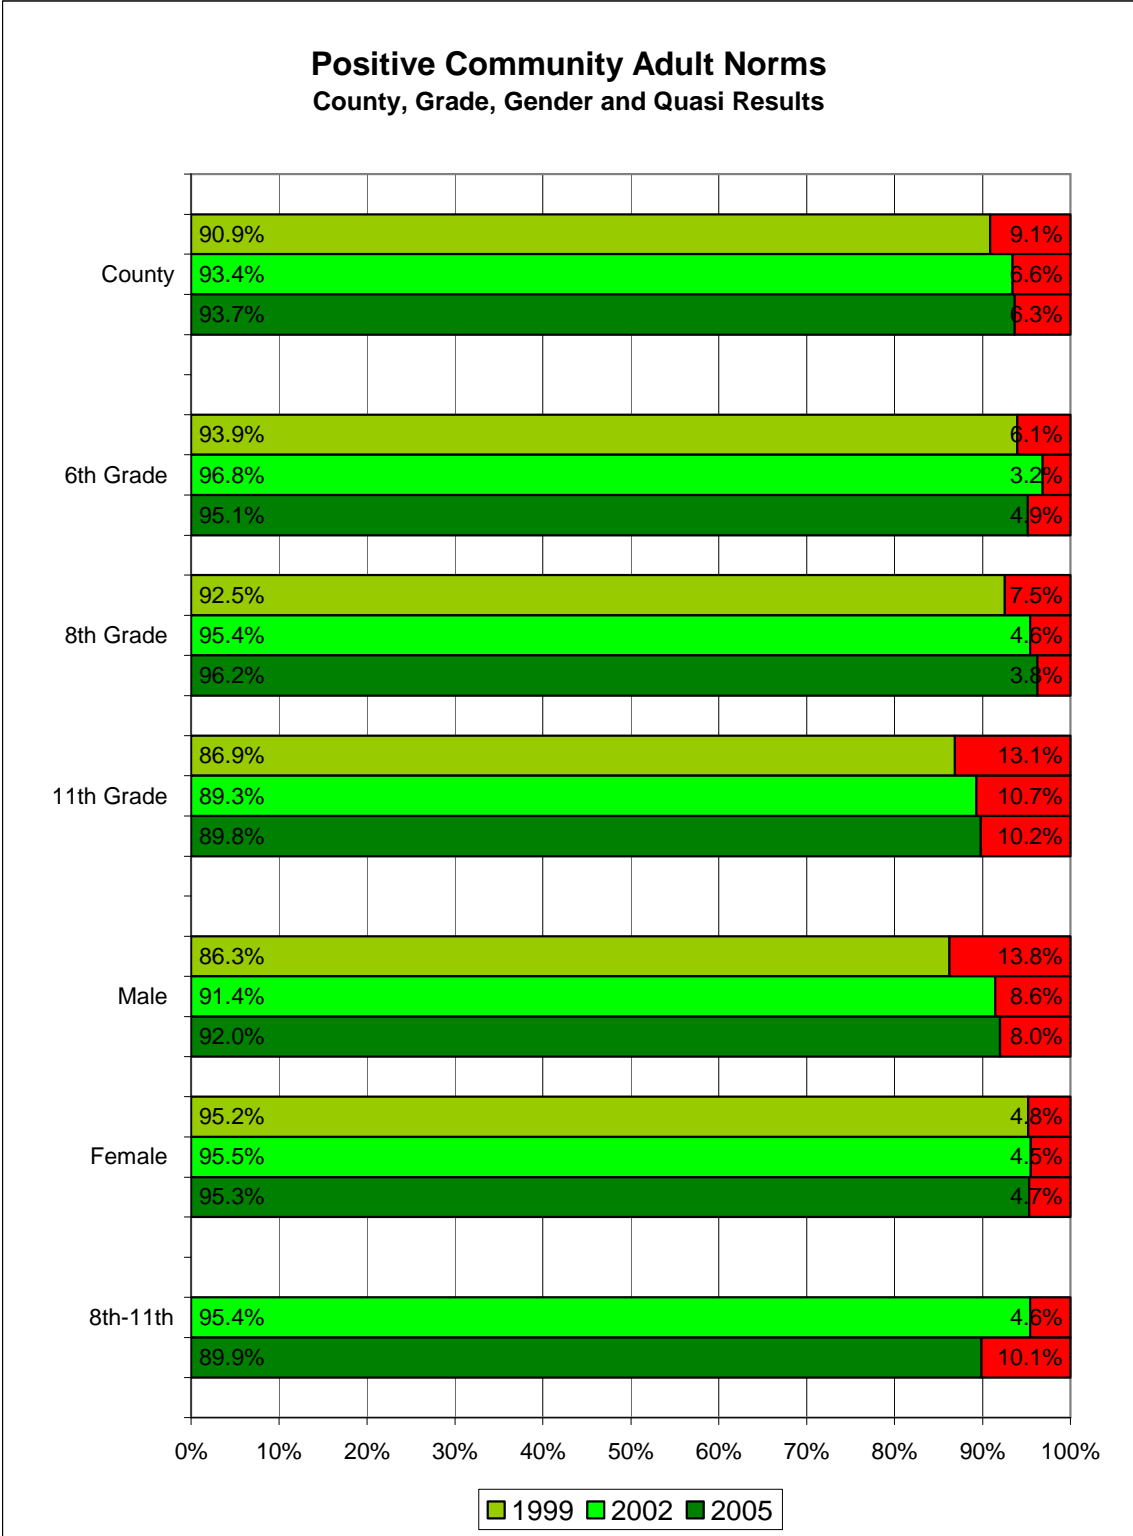 Positive Community Adult Norms
County, Grade, Gender and Quasi Results
90.9% 9.1%
County 93.4% 6.6%
93.7% 6.3%
93.9% 6.1%
6th Grade 96.8% 3.2%
95.1% 4.9%
92.5% 7.5%
8th Grade 95.4% 4.6%
96.2% 3.8%
86.9% 13.1%
11th Grade 89.3% 10.7%
89.8% 10.2%
86.3% 13.8%
Male 91.4% 8.6%
92.0% 8.0%
95.2% 4.8%
Female 95.5% 4.5%
95.3% 4.7%
8th-11th 95.4% 4.6%
89.9% 10.1%
0% 10% 20% 30% 40% 50% 60% 70% 80% 90% 100%
1999 2002 2005